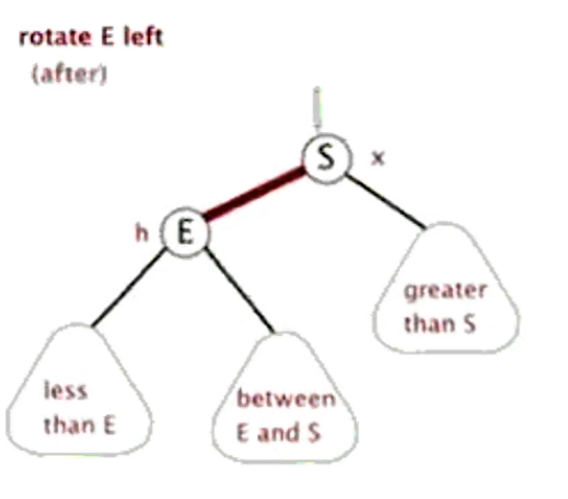 rotate E left
(after)
S
x
h
E
greater
than S
less
than E
between
E and S